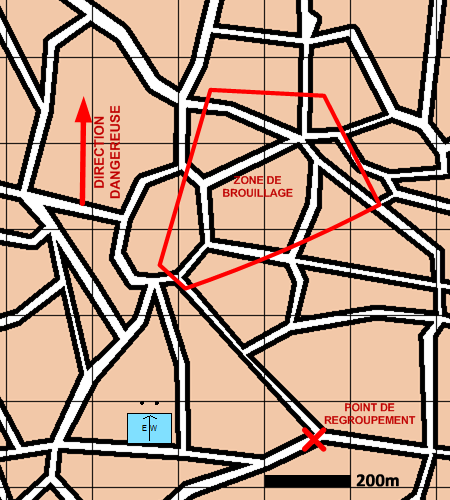 DIRECTION
DANGEREUSE
ZONE DE
BROUILLAGE
E W
POINT DE
REGROUPEMENT
200m